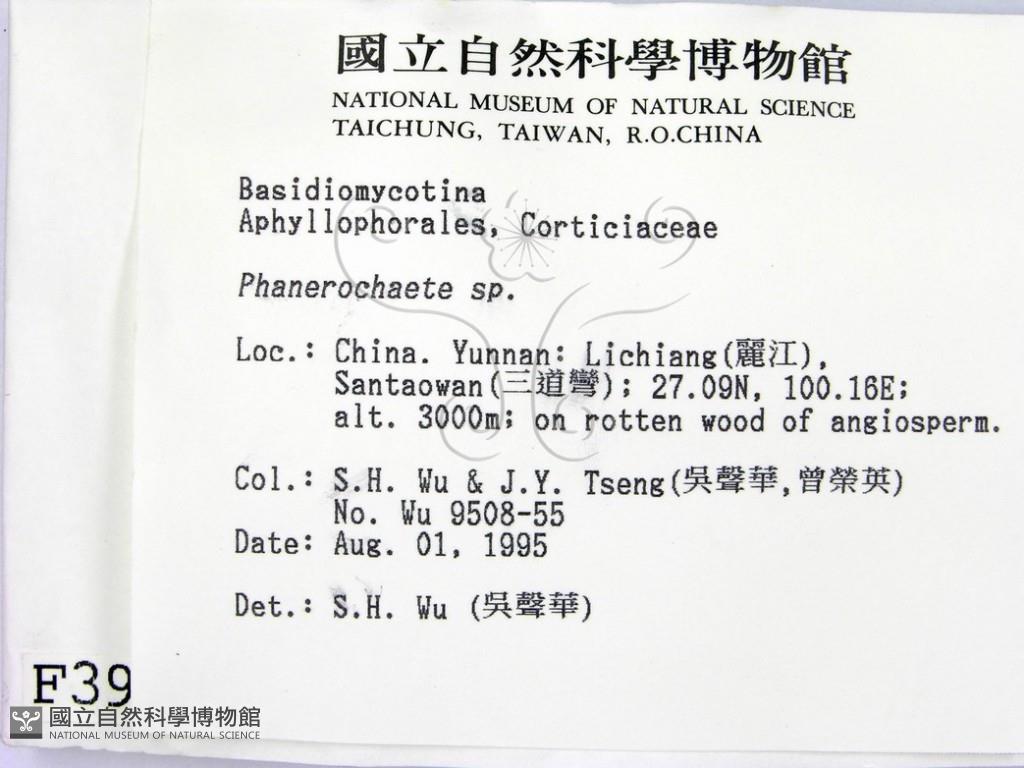 國立自然科學博物館
NATIONAL MUSEUM OF NATURAL SCIENCE
TAICHUNG, TAIWAN, R.O.CHINA
Basidiomycotina
Aphyllophorales, Corticiaceae
Phanerochaete sp.
Loc.: China. Yunnan: Lichiang(麗江),
Santaowan(三道彎); 27.09N, 100.16E;
alt. 3000m; on rotten wood of angiosperm.
Col.: S.H. Wu & J.Y. Tseng(吳聲華,曾榮英)
No. Wu 9508-55
Date: Aug. 01, 1995
Det.: S.H. Wu (吳聲華)
F39
國立自然科學博物館
NATIONAL MUSEUM OF NATURAL SCIENCE